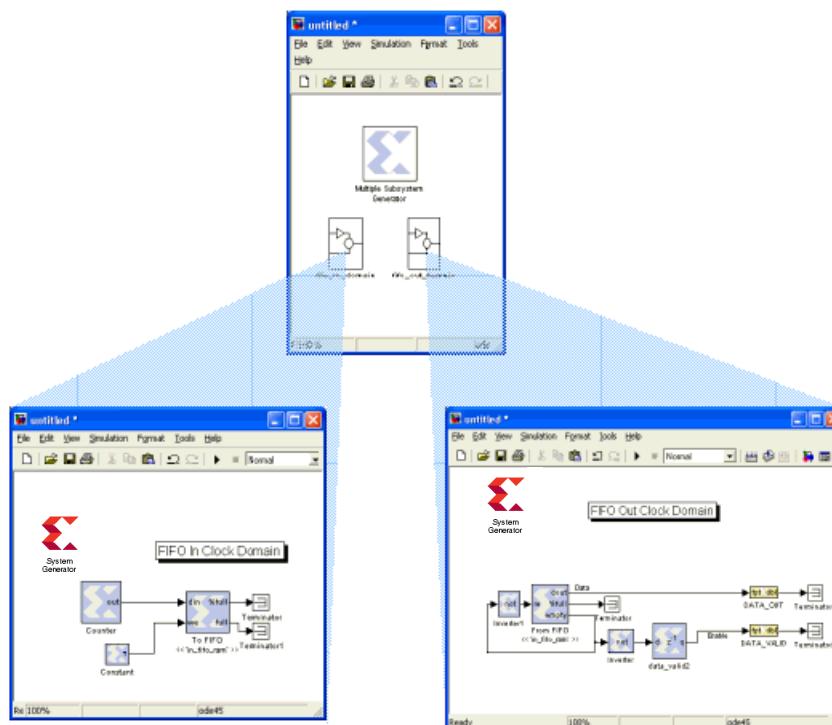 untitled *
File Edit View Simulation Format Tools
Help
Multiple Subsystem
Generator
untitled *
File Edit View Simulation Format Tools Help
Normal
System
Generator
FIFO In Clock Domain
out
Counter
din %full
we full
To FIFO
Terminator
Terminator1
Constant
100%
ode45
untitled *
File Edit View Simulation Format Tools Help
Normal
System
Generator
FIFO Out Clock Domain
not
Inverter1
dout
re %full
empty
From FIFO
Data
Terminator
not
Inverter
data_valid2
Enable
DATA_OUT
Terminator
DATA_VALID
Terminator
Ready 100% ode45